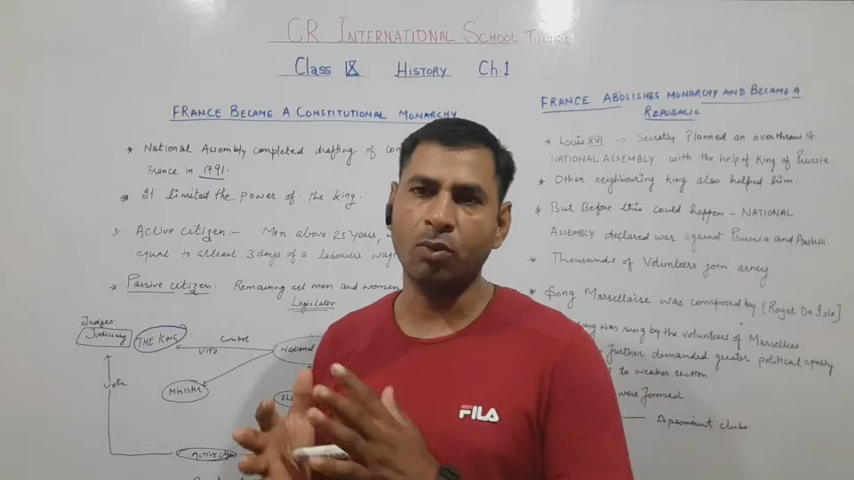 CR INTERNATIONAL SCHOOL
Class IX HISTORY Ch.1
FRANCE BECAME A CONSTITUTIONAL MONARCHY
* National Assembly completed drafting of
France in 1791.
* It limited the power of the king.
* Active citizen:- Men above 25 years,
equal to atleast 3 days of a labourer's wag
* Passive citizen: Remaining all men and women
Legislator
Judges
Judiciary
THE KING
Control
VITO
National
Minister
Vote
FRANCE ABOLISHES MONARCHY AND BECAME A
REPUBLIC
* Louis XVI → Secretly Planned an overthrow of
NATIONAL ASSEMBLY with the help of King of Prussia
* Other neighbouring king also helped him.
* But Before this could happen - NATIONAL
ASSEMBLY declared war against Prussia and Austria.
* Thousands of Volunteers join army
* Song Marsellaise was composed by (Roget De Isle)
was sung by the volunteers of Marseilles
further demanded greater political equality
to weaker section
were formed
clubs
FILA